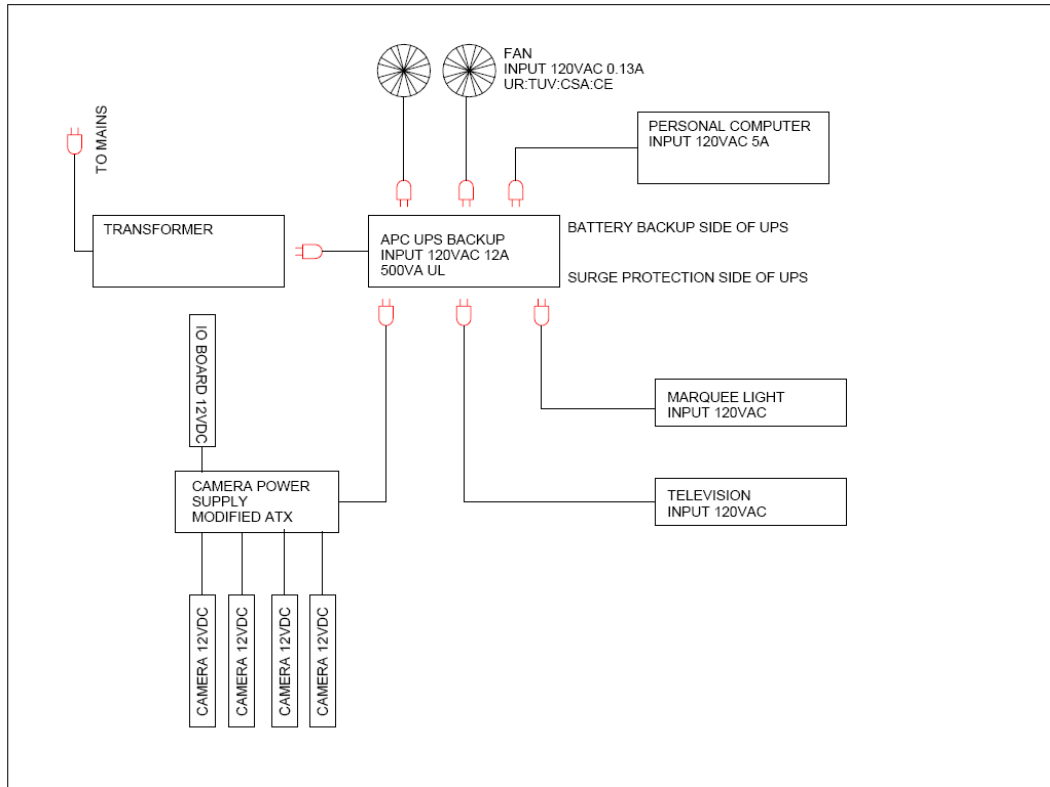 FAN
INPUT 120VAC 0.13A
UR:TUV:CSA:CE
TO MAINS
PERSONAL COMPUTER
INPUT 120VAC 5A
TRANSFORMER
APC UPS BACKUP
INPUT 120VAC 12A
500VA UL
BATTERY BACKUP SIDE OF UPS
SURGE PROTECTION SIDE OF UPS
IO BOARD 12VDC
MARQUEE LIGHT
INPUT 120VAC
CAMERA POWER
SUPPLY
MODIFIED ATX
TELEVISION
INPUT 120VAC
CAMERA 12VDC
CAMERA 12VDC
CAMERA 12VDC
CAMERA 12VDC